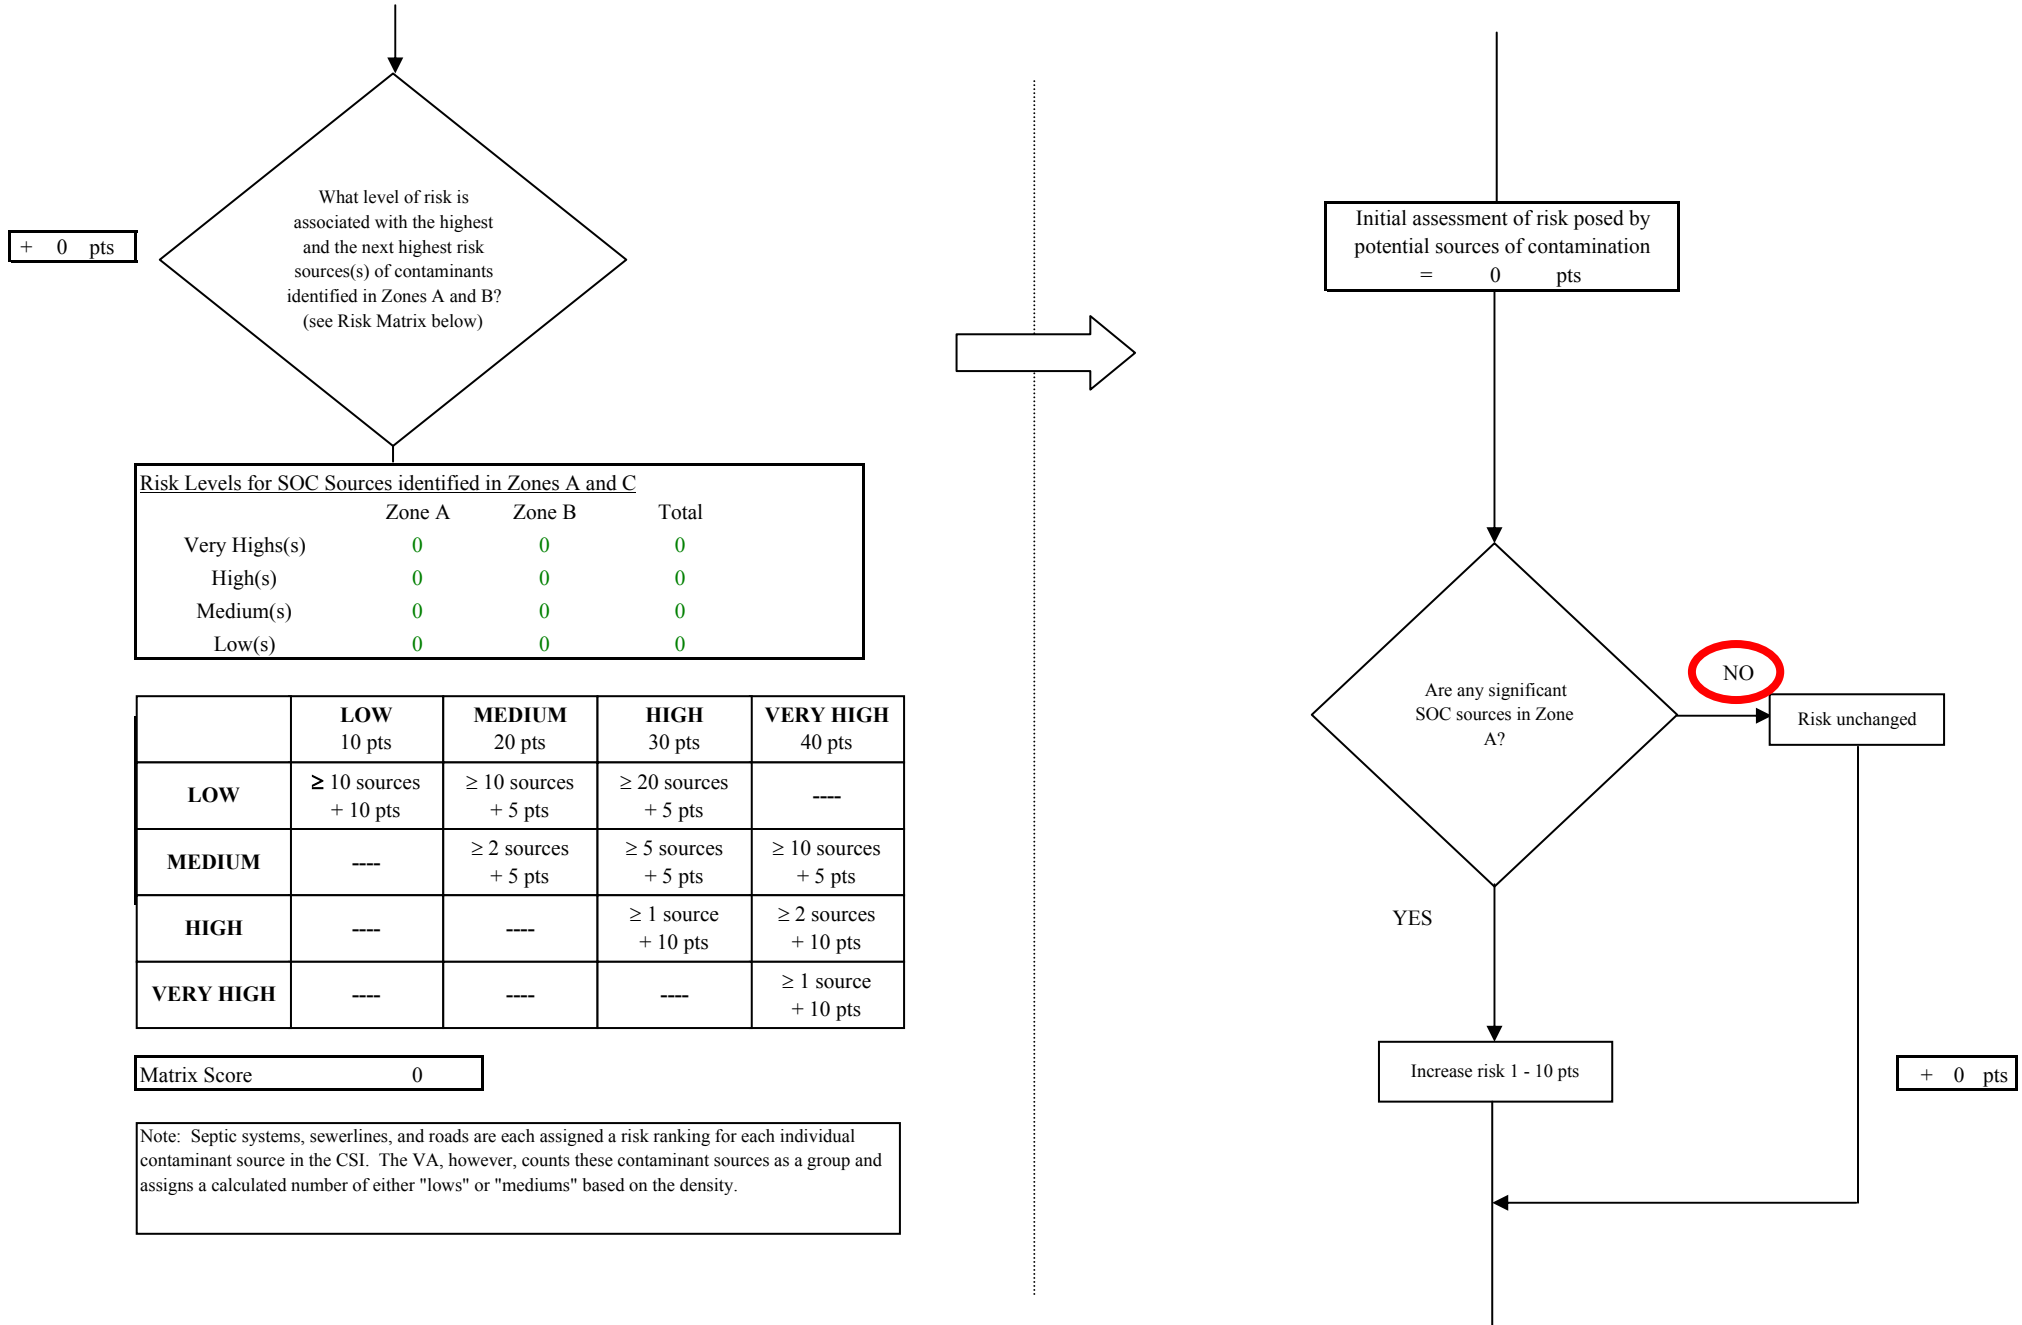 What level of risk is
associated with the highest
and the next highest risk
sources(s) of contaminants
identified in Zones A and B?
(see Risk Matrix below)
+ 0 pts
Risk Levels for SOC Sources identified in Zones A and C
Zone A Zone B Total
Very Highs(s) 0 0 0
High(s) 0 0 0
Medium(s) 0 0 0
Low(s) 0 0 0
LOW MEDIUM HIGH VERY HIGH
10 pts 20 pts 30 pts 40 pts
LOW ≥ 10 sources ≥ 10 sources ≥ 20 sources ----
+ 10 pts + 5 pts + 5 pts
MEDIUM ---- ≥ 2 sources ≥ 5 sources ≥ 10 sources
+ 5 pts + 5 pts + 5 pts
HIGH ---- ---- ≥ 1 source ≥ 2 sources
+ 10 pts + 10 pts
VERY HIGH ---- ---- ---- ≥ 1 source
+ 10 pts
Matrix Score 0
Note: Septic systems, sewerlines, and roads are each assigned a risk ranking for each individual
contaminant source in the CSI. The VA, however, counts these contaminant sources as a group and
assigns a calculated number of either "lows" or "mediums" based on the density.
Initial assessment of risk posed by
potential sources of contamination
= 0 pts
Are any significant
SOC sources in Zone
A?
NO
Risk unchanged
YES
Increase risk 1 - 10 pts
+ 0 pts